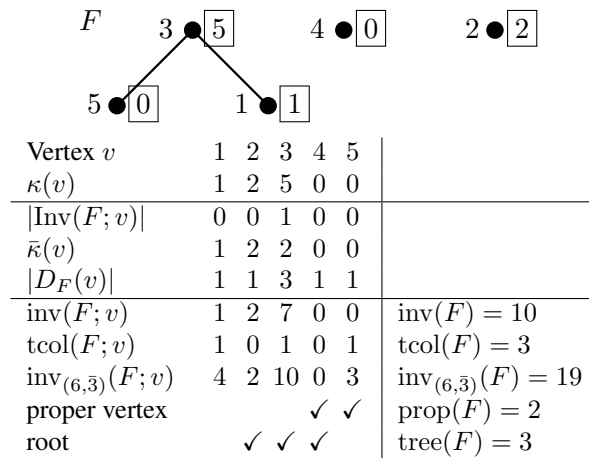 F 3 5 4 0 2 2
5 0 1 1
Vertex v 1 2 3 4 5
κ(v) 1 2 5 0 0
|Inv(F; v)| 0 0 1 0 0
κ̄(v) 1 2 2 0 0
|D_F(v)| 1 1 3 1 1
inv(F; v) 1 2 7 0 0 inv(F) = 10
tcol(F; v) 1 0 1 0 1 tcol(F) = 3
inv_(6,3̄)(F; v) 4 2 10 0 3 inv_(6,3̄)(F) = 19
proper vertex ✓ ✓ prop(F) = 2
root ✓ ✓ ✓ tree(F) = 3